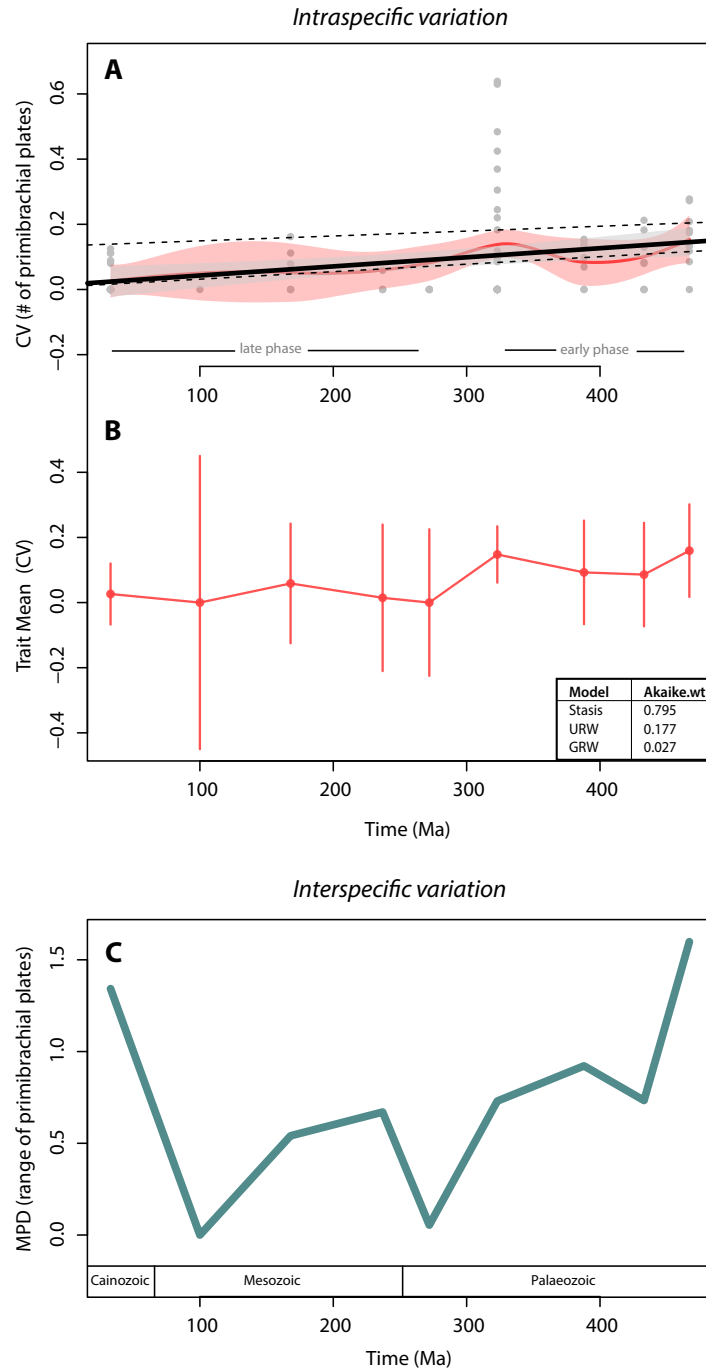 Intraspecific variation
A
CV (# of primibrachial plates)
0.6
0.4
0.2
0.0
−0.2
late phase
early phase
100 200 300 400
B
Trait Mean (CV)
0.4
0.2
0.0
−0.2
−0.4
Model Akaike.wt
Stasis 0.795
URW 0.177
GRW 0.027
100 200 300 400
Time (Ma)
Interspecific variation
C
MPD (range of primibrachial plates)
1.5
1.0
0.5
0.0
Cainozoic Mesozoic Palaeozoic
100 200 300 400
Time (Ma)